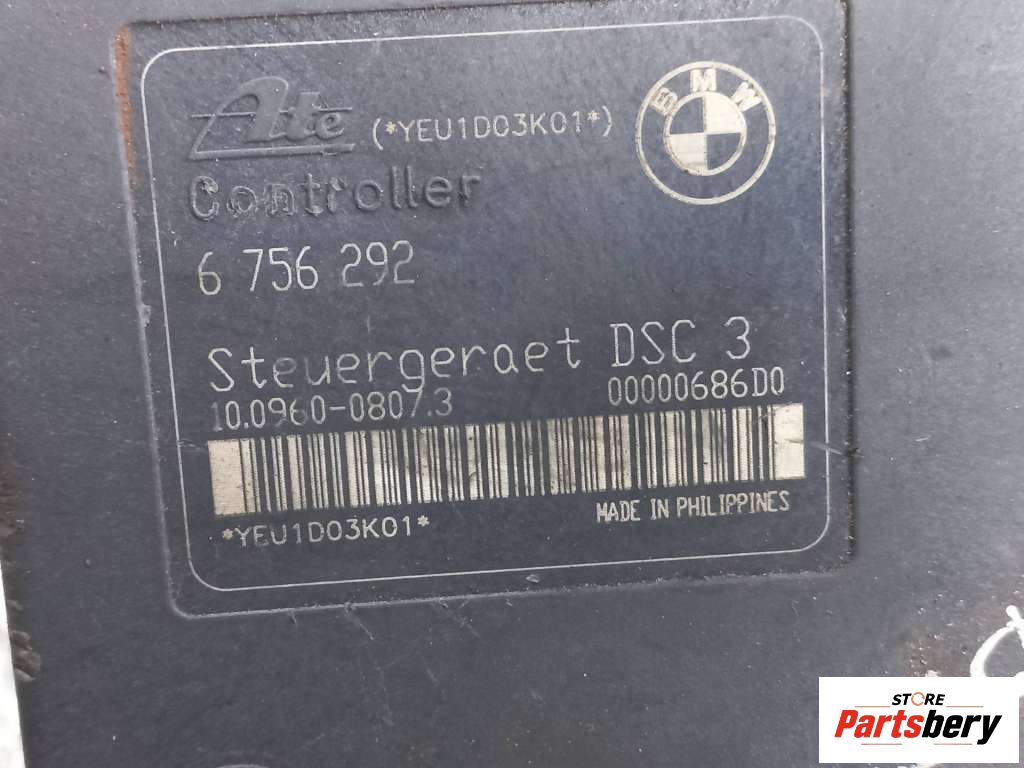 Ate (*YEU1D03K01*) BMW
Controller
6 756 292
Steuergeraet DSC 3
10.0960-0807.3 00000686D0
*YEU1D03K01* MADE IN PHILIPPINES
STORE
Partsbery